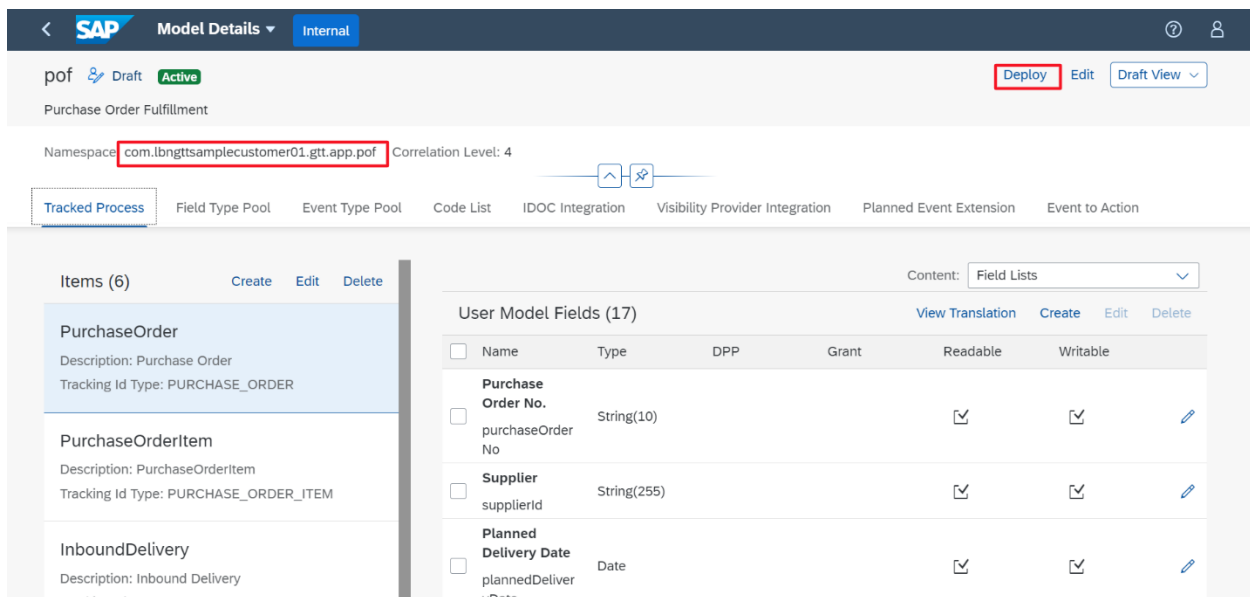 SAP Model Details Internal
pof Draft Active
Deploy Edit Draft View
Purchase Order Fulfillment
Namespace com.lbngttsamplecustomer01.gtt.app.pof Correlation Level: 4
Tracked Process Field Type Pool Event Type Pool Code List IDOC Integration Visibility Provider Integration Planned Event Extension Event to Action
Items (6) Create Edit Delete
PurchaseOrder
Description: Purchase Order
Tracking Id Type: PURCHASE_ORDER
PurchaseOrderItem
Description: PurchaseOrderItem
Tracking Id Type: PURCHASE_ORDER_ITEM
InboundDelivery
Description: Inbound Delivery
Content: Field Lists
User Model Fields (17) View Translation Create Edit Delete
Name Type DPP Grant Readable Writable
Purchase
Order No.
purchaseOrder
No
String(10)
Supplier
supplierId
String(255)
Planned
Delivery Date
plannedDeliver
Date